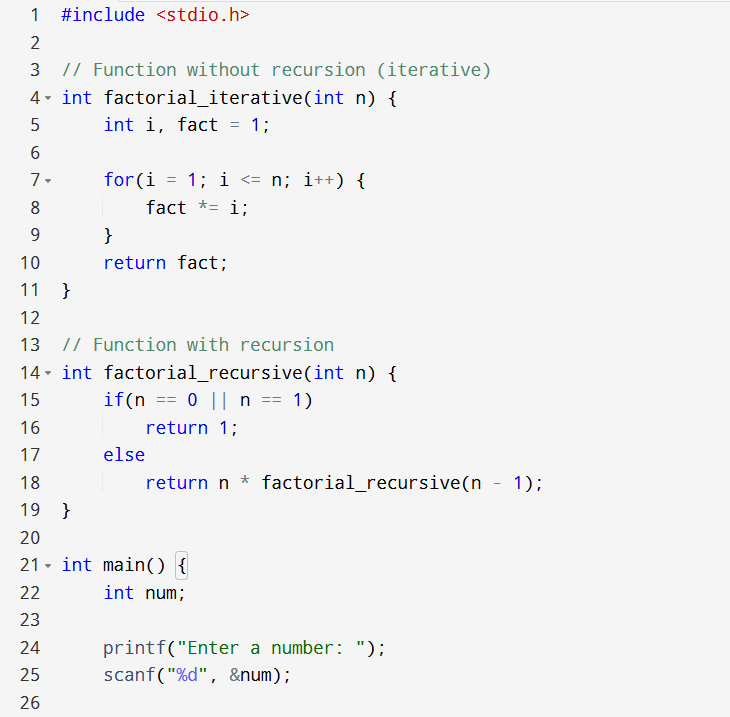 1 #include <stdio.h>
2
3 // Function without recursion (iterative)
4 int factorial_iterative(int n) {
5     int i, fact = 1;
6
7     for(i = 1; i <= n; i++) {
8         fact *= i;
9     }
10     return fact;
11 }
12
13 // Function with recursion
14 int factorial_recursive(int n) {
15     if(n == 0 || n == 1)
16         return 1;
17     else
18         return n * factorial_recursive(n - 1);
19 }
20
21 int main() {
22     int num;
23
24     printf("Enter a number: ");
25     scanf("%d", &num);
26